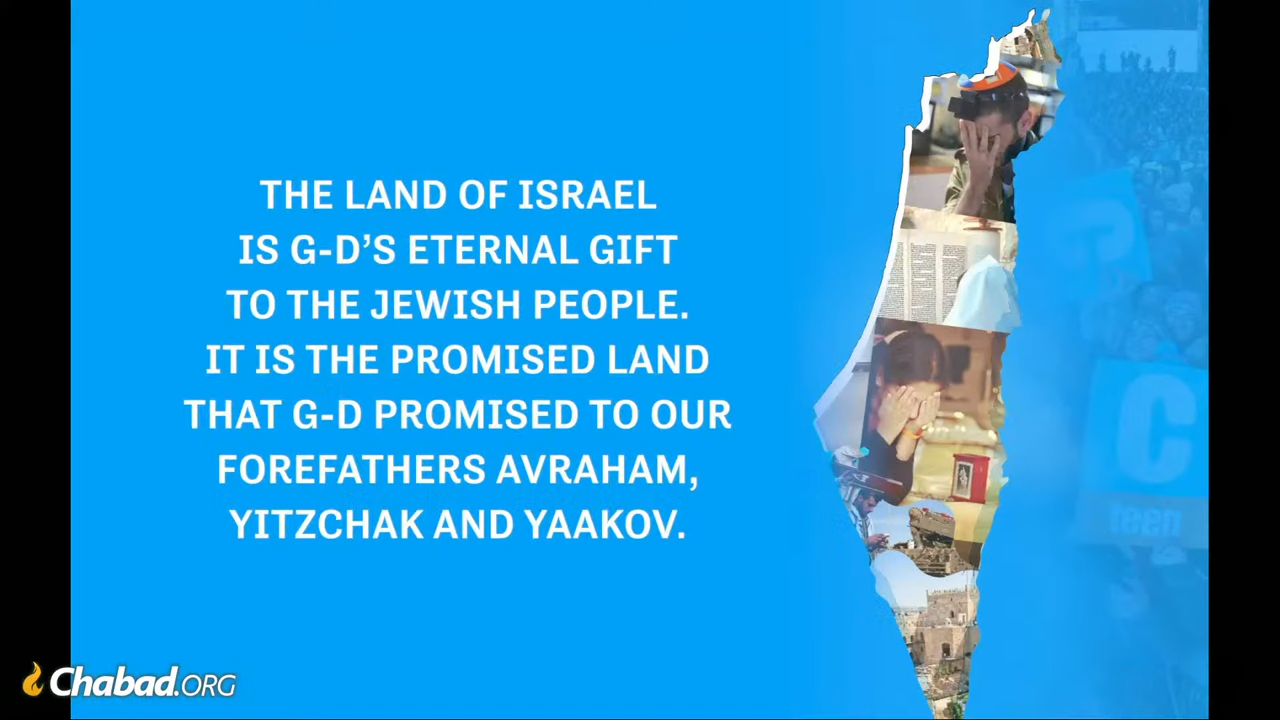 THE LAND OF ISRAEL
IS G-D’S ETERNAL GIFT
TO THE JEWISH PEOPLE.
IT IS THE PROMISED LAND
THAT G-D PROMISED TO OUR
FOREFATHERS AVRAHAM,
YITZCHAK AND YAAKOV.
C
teen
Chabad.ORG